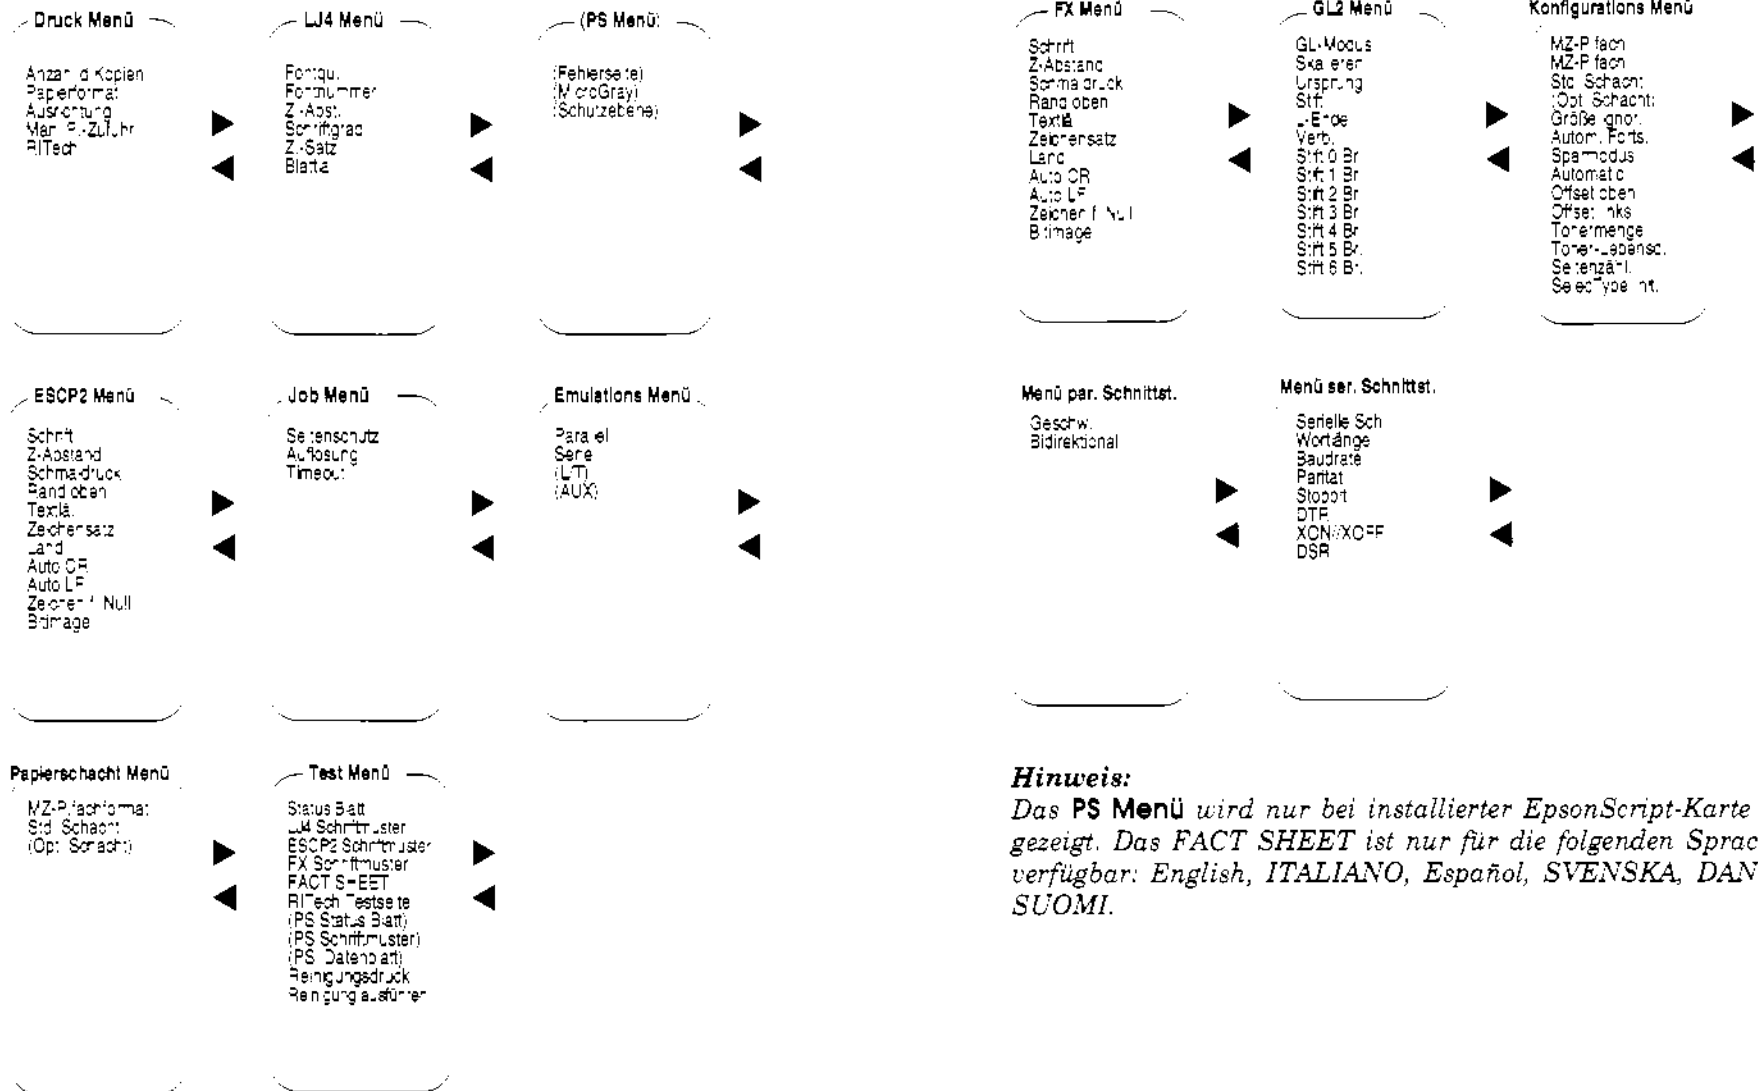 Druck Menü
Anzahl d Kopien
Papierformat
Ausrichtung
Man. P.-Zufuhr
RITech
LJ4 Menü
Fontqu.
Fontnummer
Z.-Abst.
Schriftgrad
Z.-Satz
Blattlä
(PS Menü)
(Fehlerseite)
(MicroGray)
(Schutzebene)
ESCP2 Menü
Schrift
Z-Abstand
Schmaldruck
Rand oben
Textlä.
Zeichensatz
Land
Auto CR
Auto LF
Zeichen f. Null
Bitimage
Job Menü
Seitenschutz
Auflösung
Timeout
Emulations Menü
Parallel
Serie
(L/T)
(AUX)
Papierschacht Menü
MZ-P.fachformat
Std. Schacht
(Opt. Schacht)
Test Menü
Status Blatt
LJ4 Schriftmuster
ESCP2 Schriftmuster
FX Schriftmuster
FACT SHEET
RITech Testseite
(PS Status Blatt)
(PS Schriftmuster)
(PS Datenblatt)
Reinigungsdruck
Reinigung ausführen
FX Menü
Schrift
Z-Abstand
Schmaldruck
Rand oben
Textlä
Zeichensatz
Land
Auto CR
Auto LF
Zeichen f. Null
Bitimage
GL2 Menü
GL-Modus
Skalieren
Ursprung
Stift
L-Ende
Verb.
Stift 0 Br
Stift 1 Br
Stift 2 Br
Stift 3 Br
Stift 4 Br
Stift 5 Br.
Stift 6 Br.
Konfigurations Menü
MZ-P fach
MZ-P fach
Std. Schacht
(Opt. Schacht)
Größe ignor.
Autom. Forts.
Sparmodus
Automatic
Offset oben
Offset links
Tonermenge
Toner-Lebensd.
Seitenzähl.
SelecType Init.
Menü par. Schnittst.
Geschw.
Bidirektional
Menü ser. Schnittst.
Serielle Sch
Wortlänge
Baudrate
Parität
Stopbit
DTR
XON/XOFF
DSR
Hinweis:
Das PS Menü wird nur bei installierter EpsonScript-Karte
gezeigt. Das FACT SHEET ist nur für die folgenden Sprac
verfügbar: English, ITALIANO, Español, SVENSKA, DAN
SUOMI.